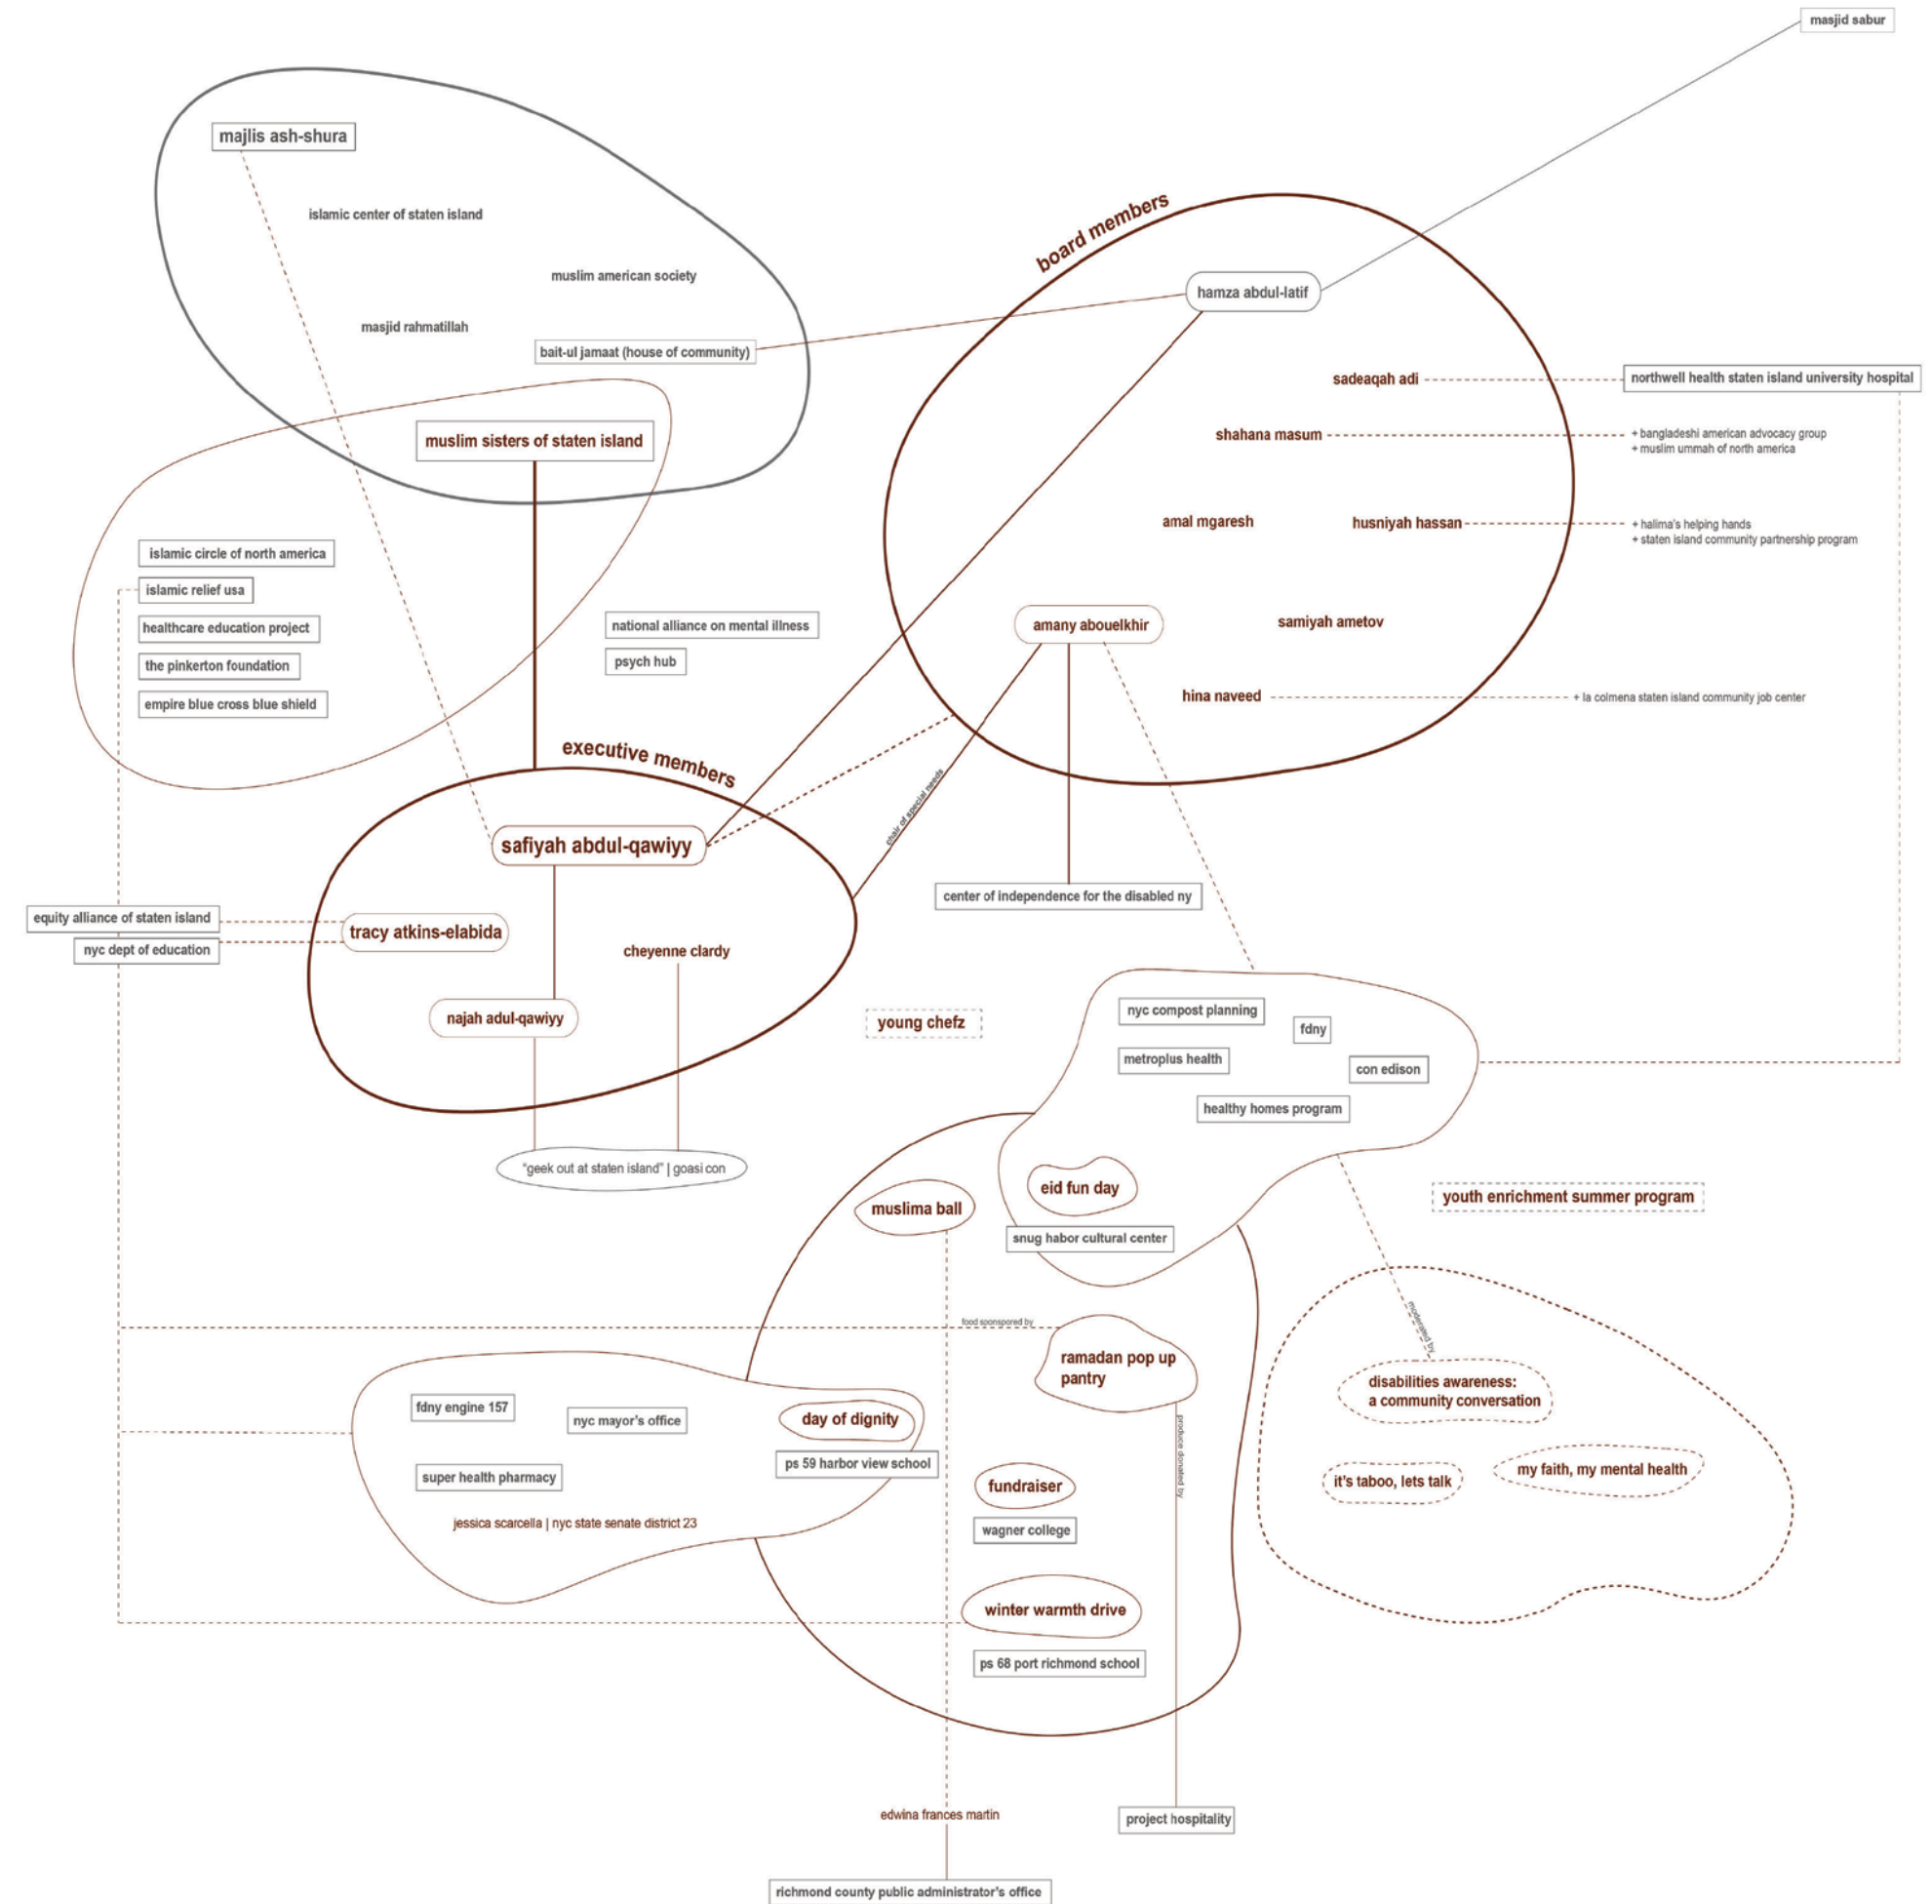 masjid sabur
majlis ash-shura
islamic center of staten island
muslim american society
masjid rahmatillah
bait-ul jamaat (house of community)
muslim sisters of staten island
board members
hamza abdul-latif
sadeaqah adi
northwell health staten island university hospital
shahana masum
+ bangladeshi american advocacy group
+ muslim ummah of north america
amal mgaresh
husniyah hassan
+ halima's helping hands
+ staten island community partnership program
amany abouelkhir
samiyah ametov
hina naveed
+ la colmena staten island community job center
islamic circle of north america
islamic relief usa
healthcare education project
the pinkerton foundation
empire blue cross blue shield
national alliance on mental illness
psych hub
executive members
safiyah abdul-qawiyy
chair of special needs
center of independence for the disabled ny
equity alliance of staten island
nyc dept of education
tracy atkins-elabida
cheyenne clardy
najah adul-qawiyy
"geek out at staten island" | goasi con
young chefz
nyc compost planning
fdny
metroplus health
con edison
healthy homes program
eid fun day
snug habor cultural center
muslima ball
youth enrichment summer program
food sponspored by
ramadan pop up
pantry
produce donated by
moderated by
disabilities awareness:
a community conversation
it's taboo, lets talk
my faith, my mental health
fdny engine 157
nyc mayor's office
day of dignity
ps 59 harbor view school
super health pharmacy
jessica scarcella | nyc state senate district 23
fundraiser
wagner college
winter warmth drive
ps 68 port richmond school
edwina frances martin
project hospitality
richmond county public administrator's office